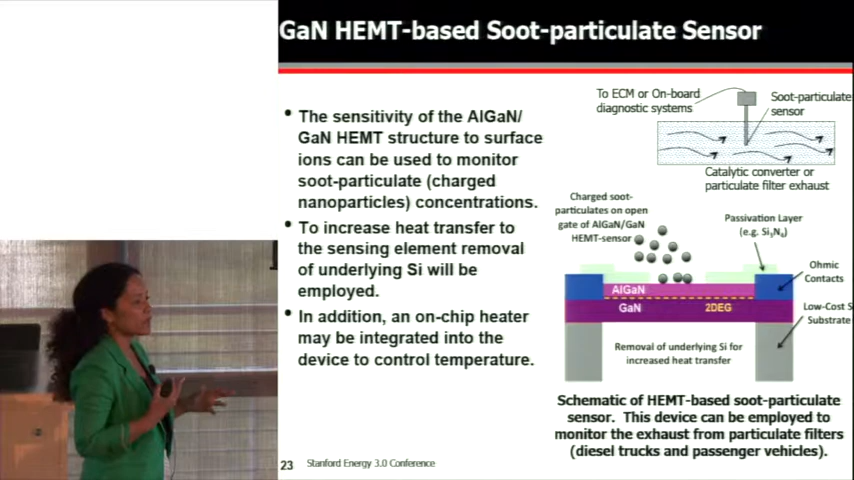 GaN HEMT-based Soot-particulate Sensor
• The sensitivity of the AlGaN/
GaN HEMT structure to surface
ions can be used to monitor
soot-particulate (charged
nanoparticles) concentrations.
• To increase heat transfer to
the sensing element removal
of underlying Si will be
employed.
• In addition, an on-chip heater
may be integrated into the
device to control temperature.
To ECM or On-board
diagnostic systems
Soot-particulate
sensor
Catalytic converter or
particulate filter exhaust
Charged soot-
particulates on open
gate of AlGaN/GaN
HEMT-sensor
Passivation Layer
(e.g. Si₃N₄)
Ohmic
Contacts
AlGaN
GaN
2DEG
Low-Cost S
Substrate
Removal of underlying Si for
increased heat transfer
Schematic of HEMT-based soot-particulate
sensor. This device can be employed to
monitor the exhaust from particulate filters
(diesel trucks and passenger vehicles).
23 Stanford Energy 3.0 Conference